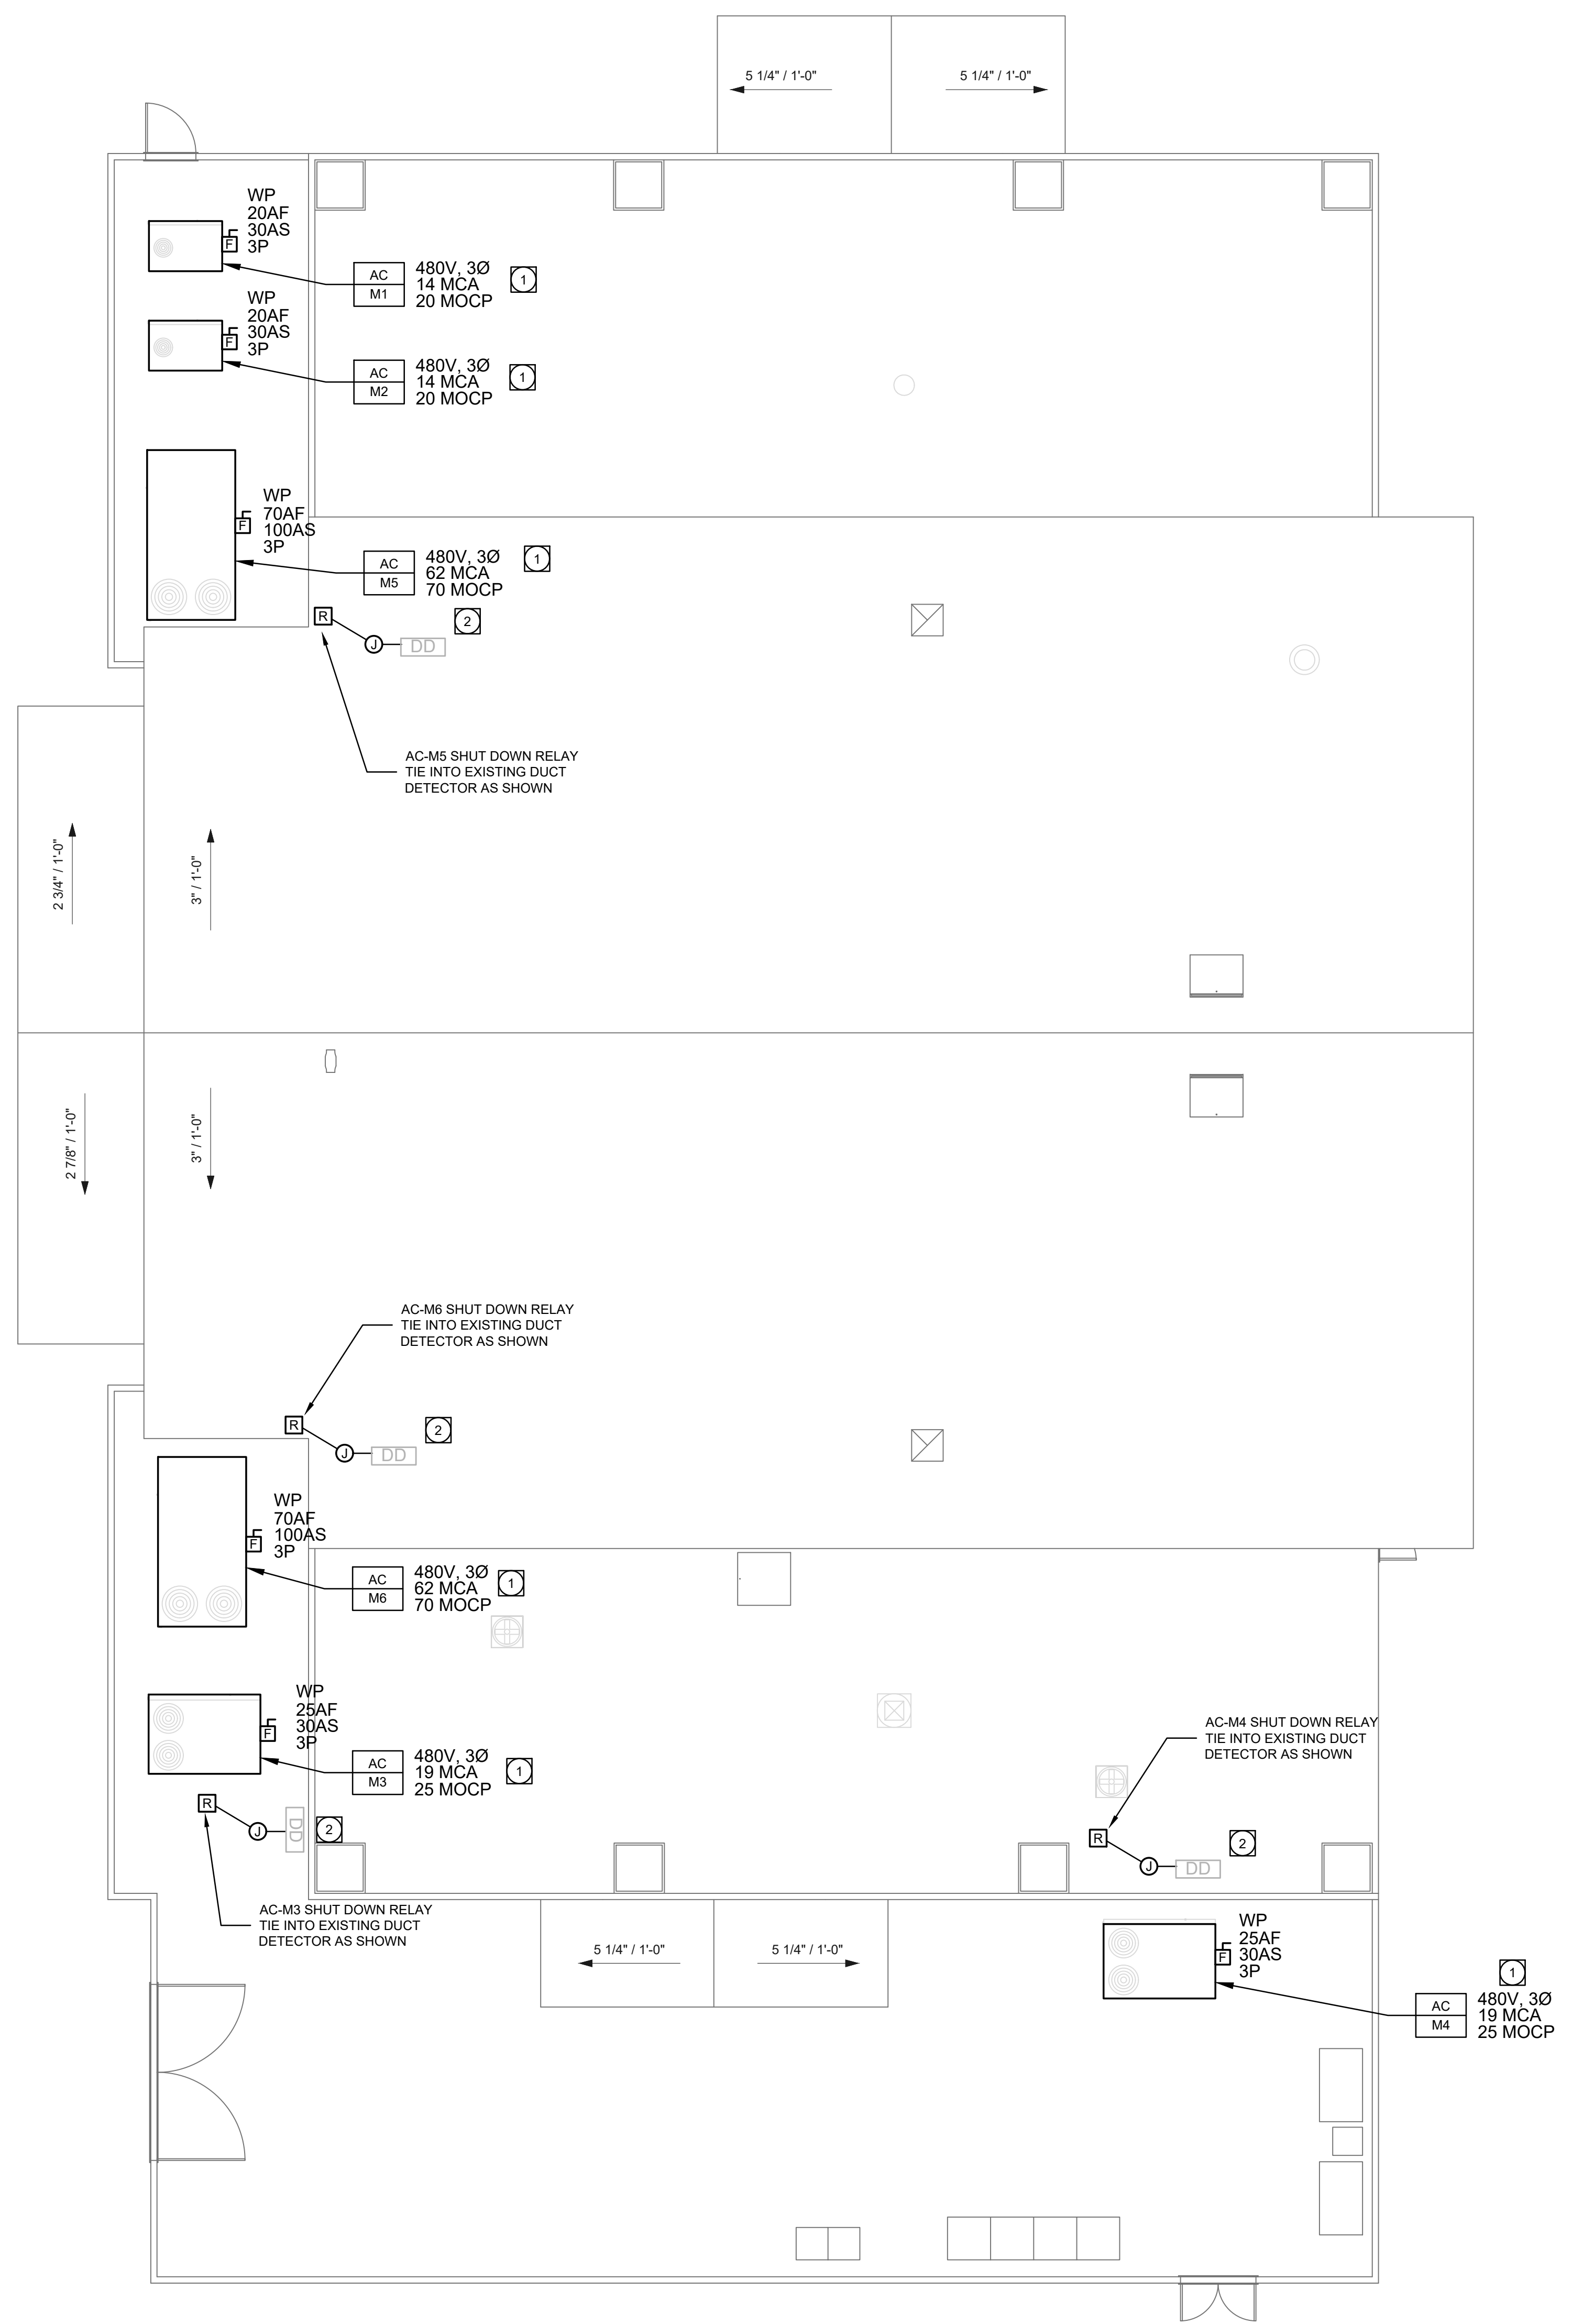 5 1/4" / 1'-0"
5 1/4" / 1'-0"
WP
20AF
30AS
3P
F
AC
M1
480V, 3Ø
14 MCA
20 MOCP
1
WP
20AF
30AS
3P
F
AC
M2
480V, 3Ø
14 MCA
20 MOCP
1
WP
70AF
100AS
3P
F
AC
M5
480V, 3Ø
62 MCA
70 MOCP
1
R
J
DD
2
AC-M5 SHUT DOWN RELAY
TIE INTO EXISTING DUCT
DETECTOR AS SHOWN
2 3/4" / 1'-0"
3" / 1'-0"
2 7/8" / 1'-0"
3" / 1'-0"
AC-M6 SHUT DOWN RELAY
TIE INTO EXISTING DUCT
DETECTOR AS SHOWN
R
J
DD
2
WP
70AF
100AS
3P
F
AC
M6
480V, 3Ø
62 MCA
70 MOCP
1
WP
25AF
30AS
3P
F
AC
M3
480V, 3Ø
19 MCA
25 MOCP
1
R
J
DD
2
AC-M3 SHUT DOWN RELAY
TIE INTO EXISTING DUCT
DETECTOR AS SHOWN
AC-M4 SHUT DOWN RELAY
TIE INTO EXISTING DUCT
DETECTOR AS SHOWN
R
J
DD
2
5 1/4" / 1'-0"
5 1/4" / 1'-0"
WP
25AF
30AS
3P
F
1
AC
M4
480V, 3Ø
19 MCA
25 MOCP